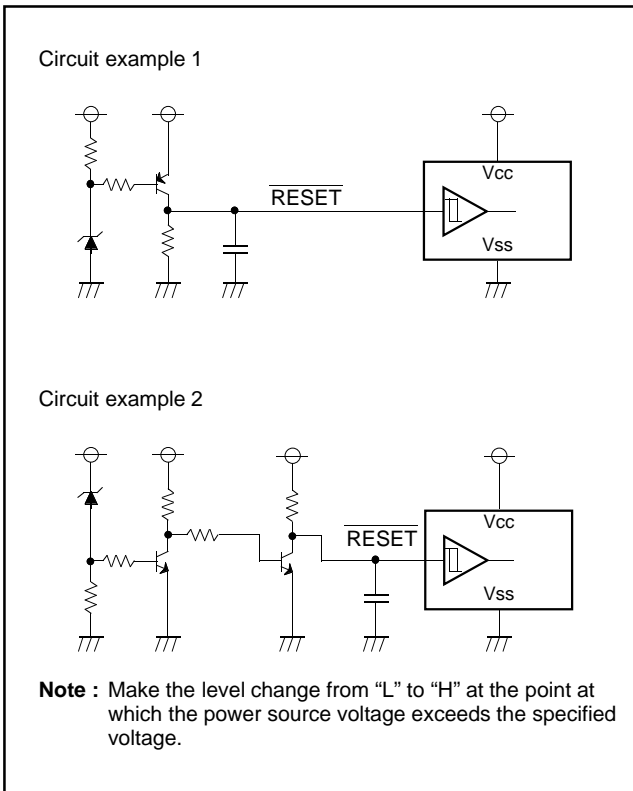 Circuit example 1
RESET
Vcc
Vss
Circuit example 2
RESET
Vcc
Vss
Note : Make the level change from “L” to “H” at the point at
which the power source voltage exceeds the specified
voltage.